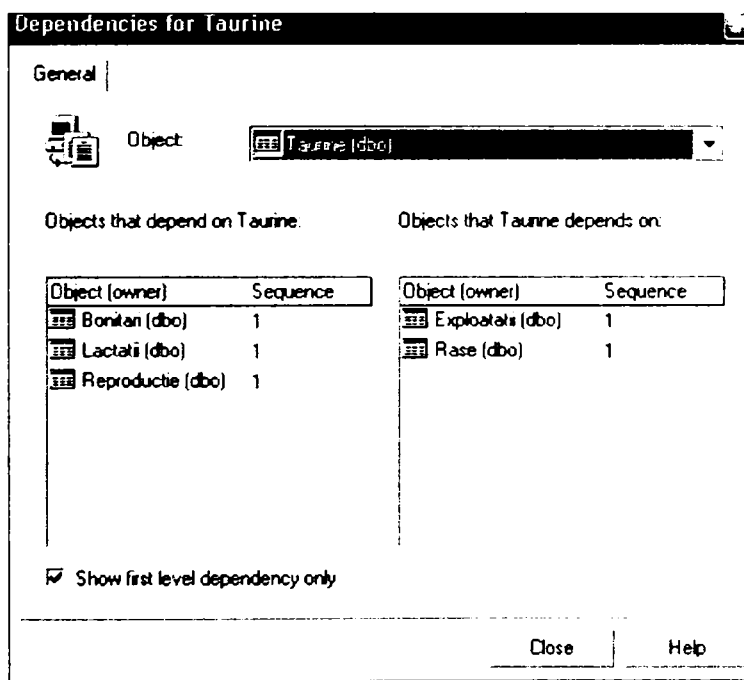 Dependencies for Taurine
General
Object: Taurine (dbo)
Objects that depend on Taurine: Objects that Taurine depends on:
Object (owner) Sequence Object (owner) Sequence
Bonitari (dbo) 1 Exploatatii (dbo) 1
Lactatii (dbo) 1 Rase (dbo) 1
Reproductie (dbo) 1
Show first level dependency only
Close Help